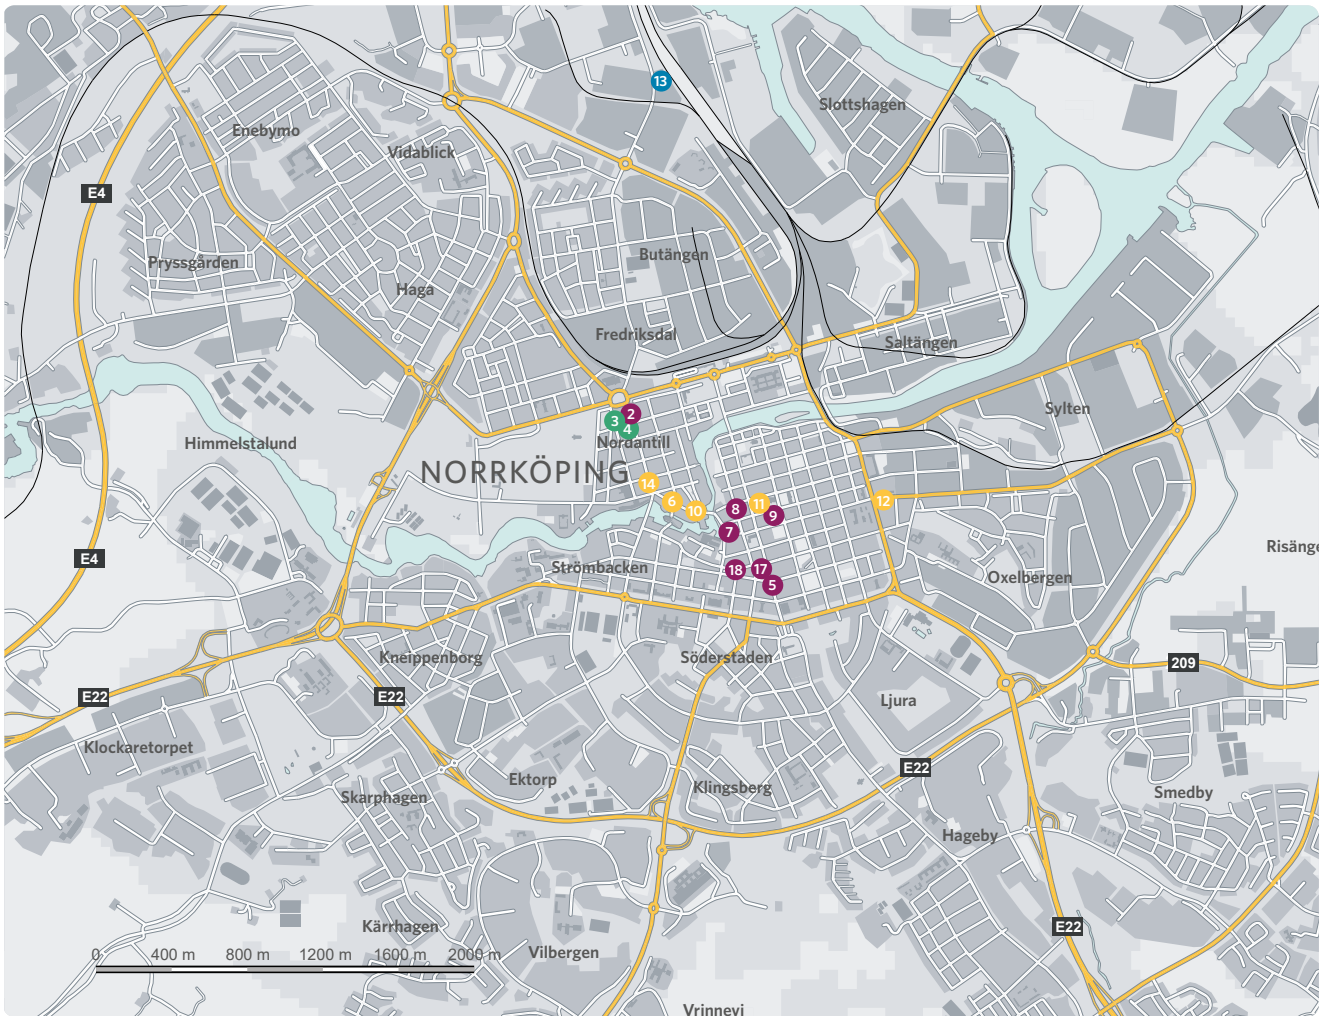 13
Slottshagen
Enebymo
Vidablick
E4
Butängen
Pryssgården
Haga
Fredriksdal
Saltängen
2
3
4
Sylten
Nordantill
Himmelstalund
NORRKÖPING
14
6
10
8
11
9
12
7
E4
Risänge
Strömbacken
18
17
5
Oxelbergen
Kneippenborg
Söderstaden
209
E22
E22
Ljura
Klockaretorpet
E22
Ektorp
Klingsberg
Skarphagen
Smedby
Hageby
Kärrhagen
E22
Vilbergen
0 400 m 800 m 1200 m 1600 m 2000 m
Vrinnevi